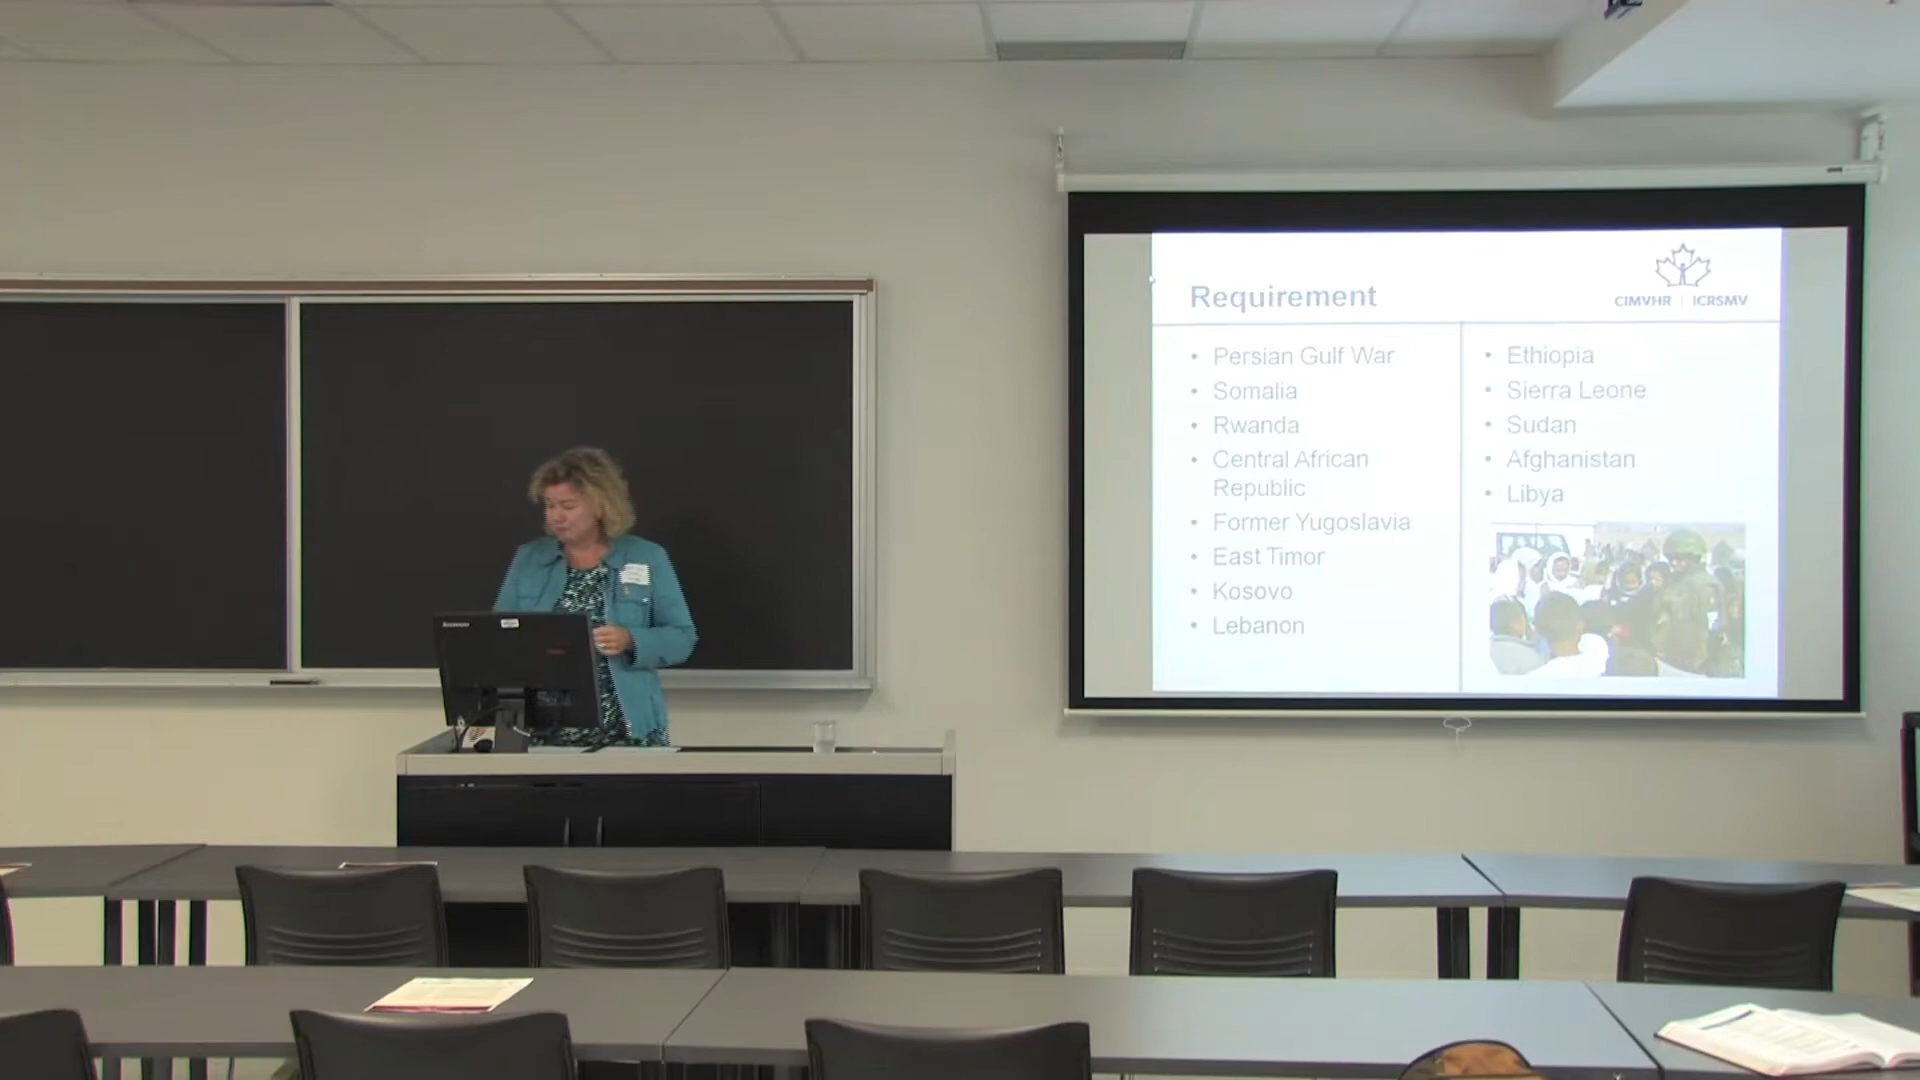 Requirement
CIMVHR | ICRSMV
• Persian Gulf War
• Somalia
• Rwanda
• Central African
Republic
• Former Yugoslavia
• East Timor
• Kosovo
• Lebanon
• Ethiopia
• Sierra Leone
• Sudan
• Afghanistan
• Libya